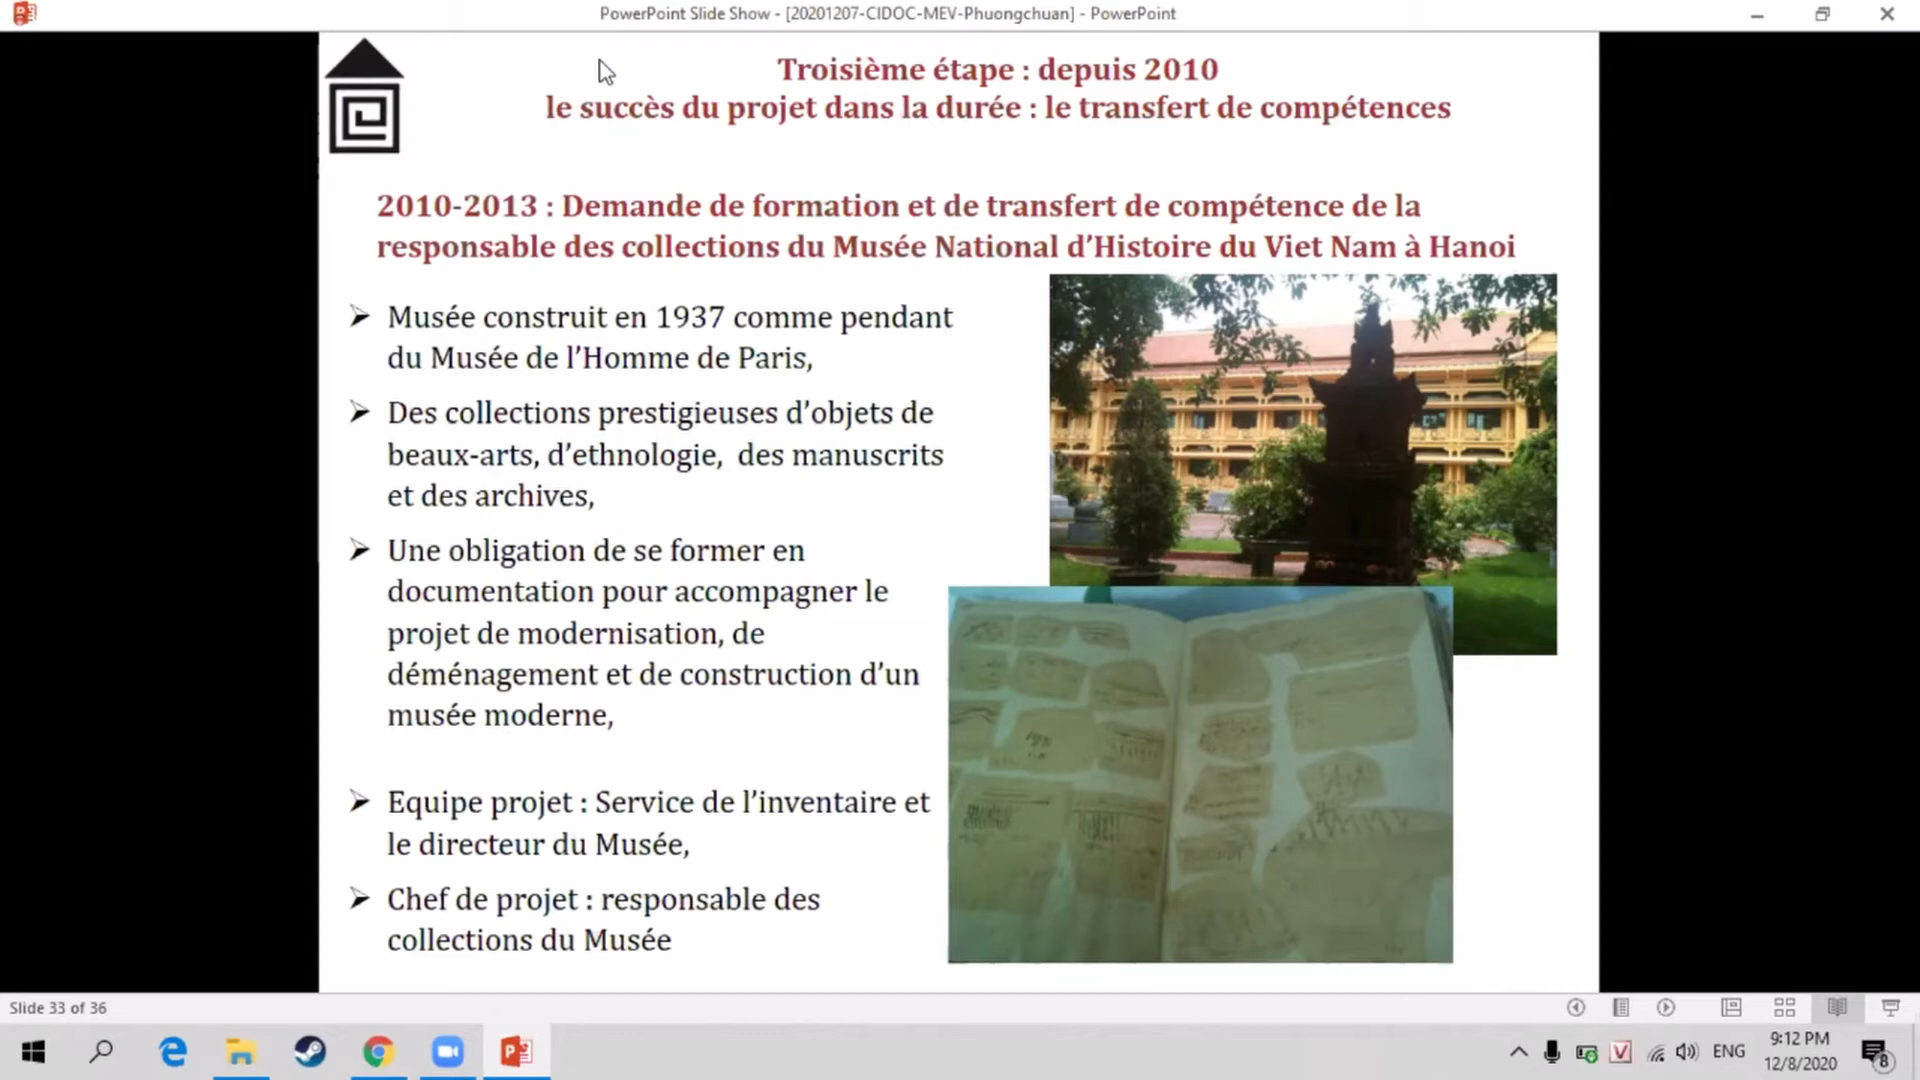 PowerPoint Slide Show - [20201207-CIDOC-MEV-Phuongchuan] - PowerPoint
Troisième étape : depuis 2010
le succès du projet dans la durée : le transfert de compétences
2010-2013 : Demande de formation et de transfert de compétence de la
responsable des collections du Musée National d’Histoire du Viet Nam à Hanoi
Musée construit en 1937 comme pendant
du Musée de l’Homme de Paris,
Des collections prestigieuses d’objets de
beaux-arts, d’ethnologie, des manuscrits
et des archives,
Une obligation de se former en
documentation pour accompagner le
projet de modernisation, de
déménagement et de construction d’un
musée moderne,
Equipe projet : Service de l’inventaire et
le directeur du Musée,
Chef de projet : responsable des
collections du Musée
Slide 33 of 36
ENG
9:12 PM
12/8/2020
8